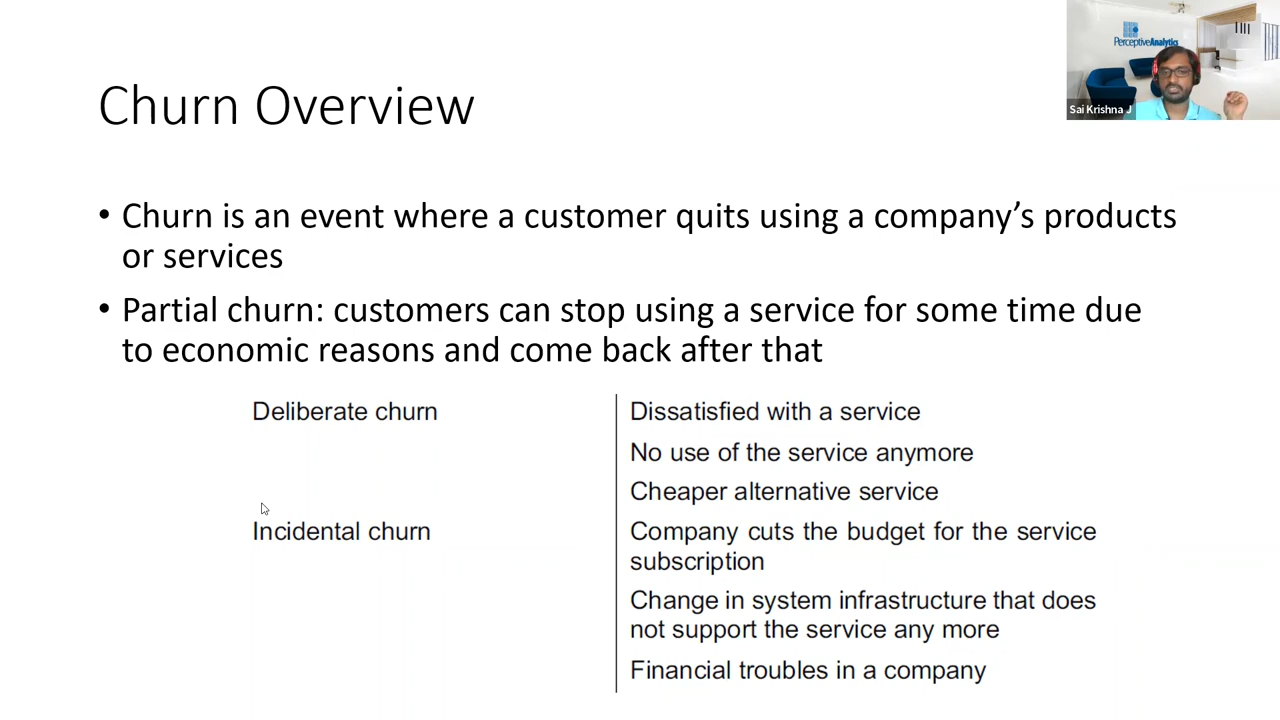 PerceptiveAnalytics
Sai Krishna J
Churn Overview
• Churn is an event where a customer quits using a company’s products
or services
• Partial churn: customers can stop using a service for some time due
to economic reasons and come back after that
Deliberate churn
Dissatisfied with a service
No use of the service anymore
Cheaper alternative service
Incidental churn
Company cuts the budget for the service
subscription
Change in system infrastructure that does
not support the service any more
Financial troubles in a company